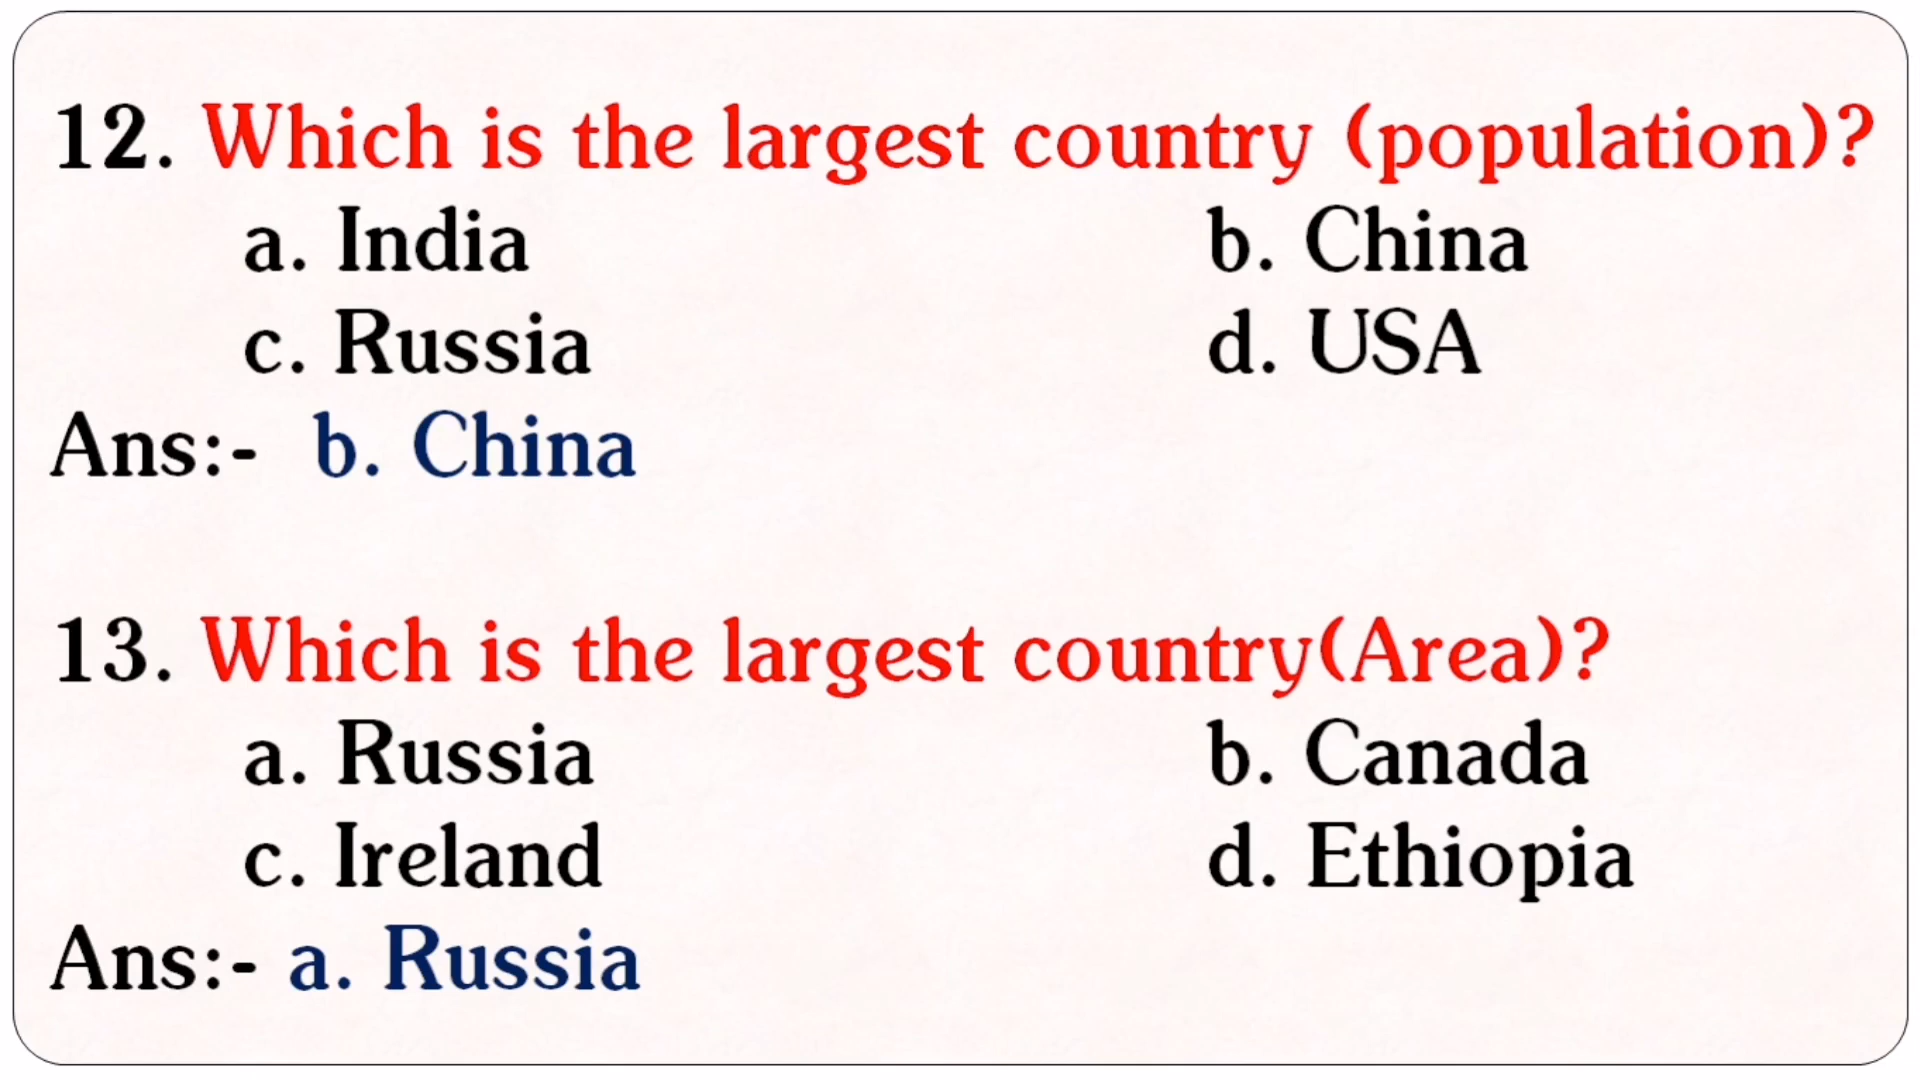 12. Which is the largest country (population)?
a. India b. China
c. Russia d. USA
Ans:- b. China
13. Which is the largest country(Area)?
a. Russia b. Canada
c. Ireland d. Ethiopia
Ans:- a. Russia